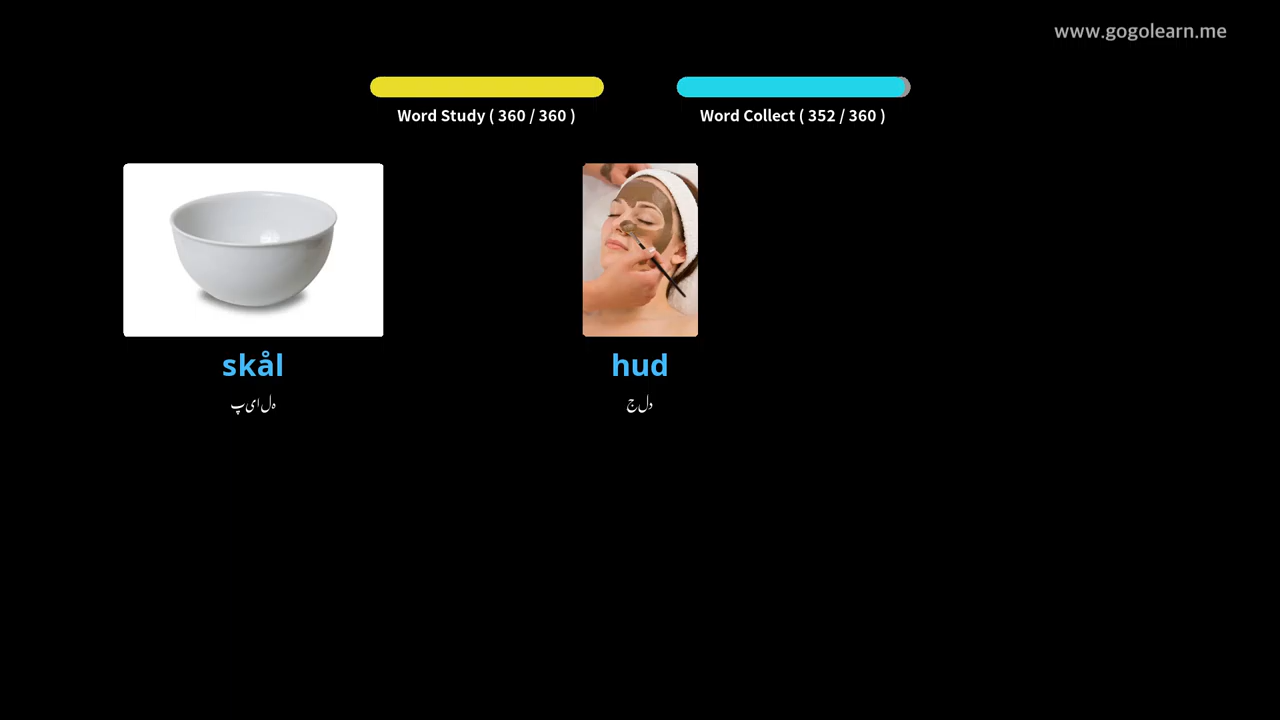 www.gogolearn.me
Word Study ( 360 / 360 )
Word Collect ( 352 / 360 )
skål
پیالہ
hud
جلد